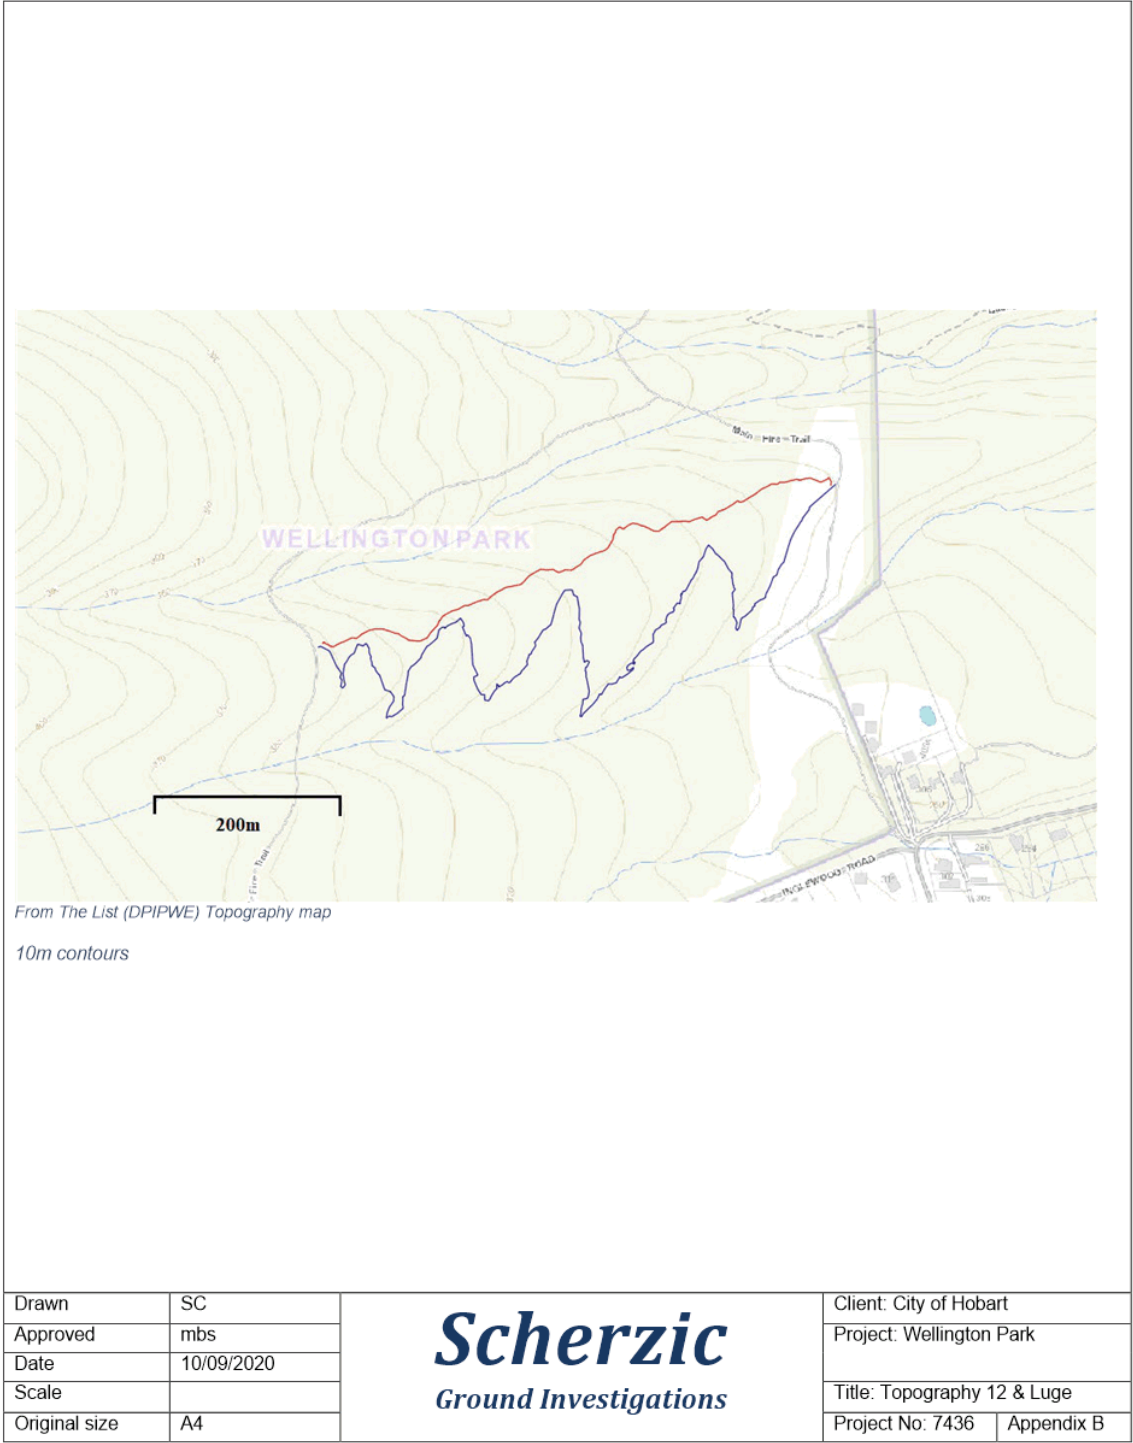 Main Fire Trail
WELLINGTON PARK
200m
Fire Trail
INGLEWOOD ROAD
From The List (DPIPWE) Topography map
10m contours
Drawn SC
Approved mbs
Date 10/09/2020
Scale
Original size A4
Scherzic
Ground Investigations
Client: City of Hobart
Project: Wellington Park
Title: Topography 12 & Luge
Project No: 7436 Appendix B